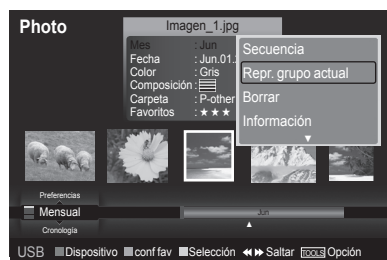 Photo
Imagen_1.jpg
Mes : Jun
Fecha : Jun.01.
Color : Gris
Composición :
Carpeta : P-other
Favoritos : ★ ★ ★
Secuencia
Repr. grupo actual
Borrar
Información
▼
Preferencias
Mensual
Jun
Cronología
▲
USB Dispositivo conf fav Selección ◀◀ ▶▶ Saltar TOOLS Opción